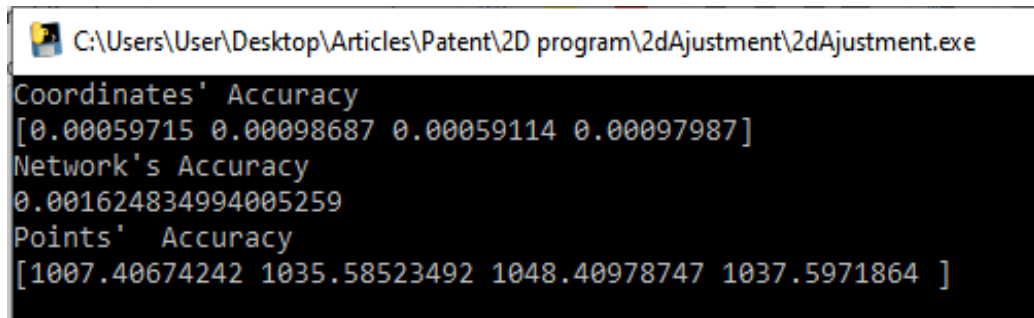 C:\Users\User\Desktop\Articles\Patent\2D program\2dAjustment\2dAjustment.exe
Coordinates' Accuracy
[0.00059715 0.00098687 0.00059114 0.00097987]
Network's Accuracy
0.001624834994005259
Points'  Accuracy
[1007.40674242 1035.58523492 1048.40978747 1037.5971864 ]